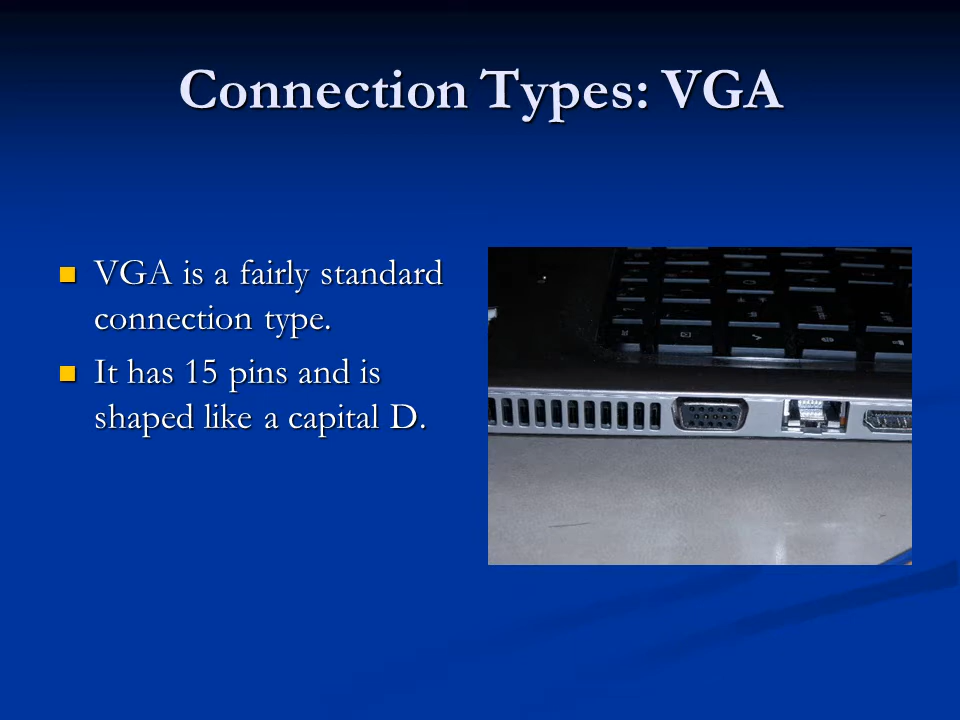 Connection Types: VGA
VGA is a fairly standard
connection type.
It has 15 pins and is
shaped like a capital D.